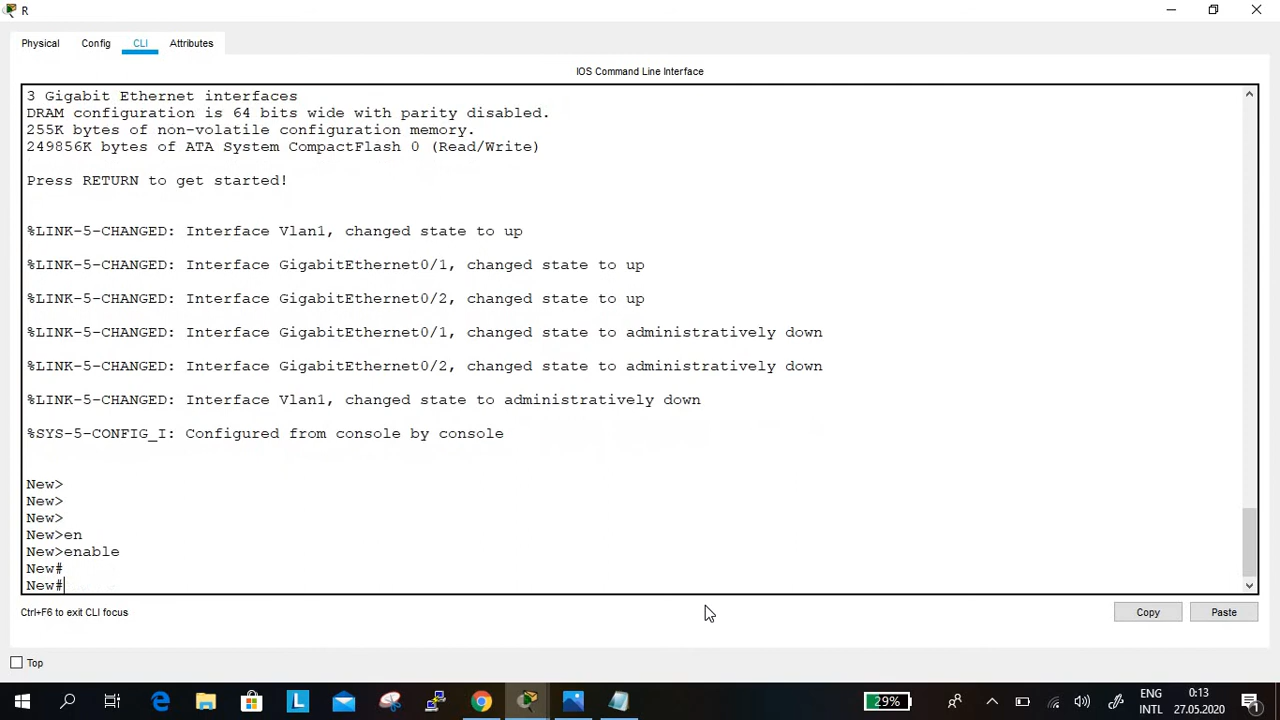 R
Physical Config CLI Attributes
IOS Command Line Interface
3 Gigabit Ethernet interfaces
DRAM configuration is 64 bits wide with parity disabled.
255K bytes of non-volatile configuration memory.
249856K bytes of ATA System CompactFlash 0 (Read/Write)
Press RETURN to get started!
%LINK-5-CHANGED: Interface Vlan1, changed state to up
%LINK-5-CHANGED: Interface GigabitEthernet0/1, changed state to up
%LINK-5-CHANGED: Interface GigabitEthernet0/2, changed state to up
%LINK-5-CHANGED: Interface GigabitEthernet0/1, changed state to administratively down
%LINK-5-CHANGED: Interface GigabitEthernet0/2, changed state to administratively down
%LINK-5-CHANGED: Interface Vlan1, changed state to administratively down
%SYS-5-CONFIG_I: Configured from console by console
New>
New>
New>
New>en
New>enable
New#
New#
Ctrl+F6 to exit CLI focus
Copy Paste
Top
29%
ENG 0:13
INTL 27.05.2020
1